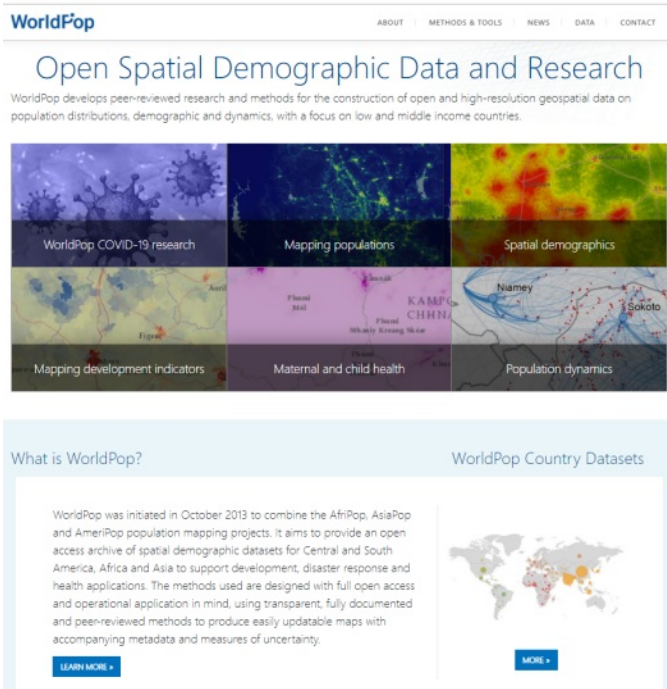 WorldPop
ABOUT METHODS & TOOLS NEWS DATA CONTACT
Open Spatial Demographic Data and Research
WorldPop develops peer-reviewed research and methods for the construction of open and high-resolution geospatial data on
population distributions, demographic and dynamics, with a focus on low and middle income countries.
WorldPop COVID-19 research
Mapping populations
Spatial demographics
Niamey
Sokoto
Phumi
KAMPO
CHHN
Mapping development indicators
Maternal and child health
Population dynamics
What is WorldPop?
WorldPop Country Datasets
WorldPop was initiated in October 2013 to combine the AfriPop, AsiaPop
and AmeriPop population mapping projects. It aims to provide an open
access archive of spatial demographic datasets for Central and South
America, Africa and Asia to support development, disaster response and
health applications. The methods used are designed with full open access
and operational application in mind, using transparent, fully documented
and peer-reviewed methods to produce easily updatable maps with
accompanying metadata and measures of uncertainty.
LEARN MORE »
MORE »